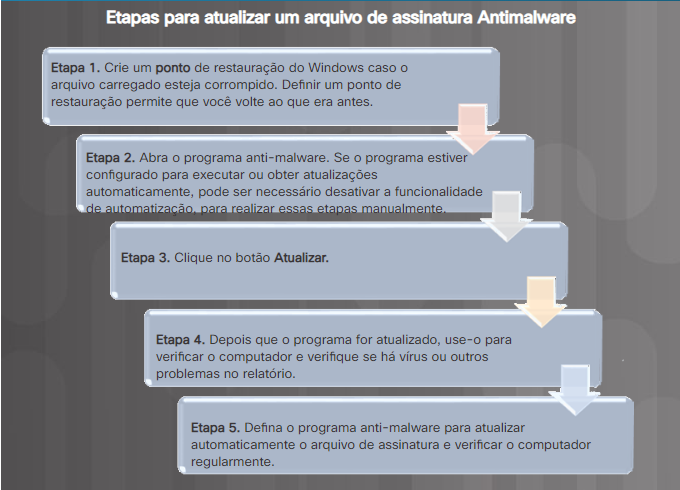 Etapas para atualizar um arquivo de assinatura Antimalware
Etapa 1. Crie um ponto de restauração do Windows caso o
arquivo carregado esteja corrompido. Definir um ponto de
restauração permite que você volte ao que era antes.
Etapa 2. Abra o programa anti-malware. Se o programa estiver
configurado para executar ou obter atualizações
automaticamente, pode ser necessário desativar a funcionalidade
de automatização, para realizar essas etapas manualmente.
Etapa 3. Clique no botão Atualizar.
Etapa 4. Depois que o programa for atualizado, use-o para
verificar o computador e verifique se há vírus ou outros
problemas no relatório.
Etapa 5. Defina o programa anti-malware para atualizar
automaticamente o arquivo de assinatura e verificar o computador
regularmente.